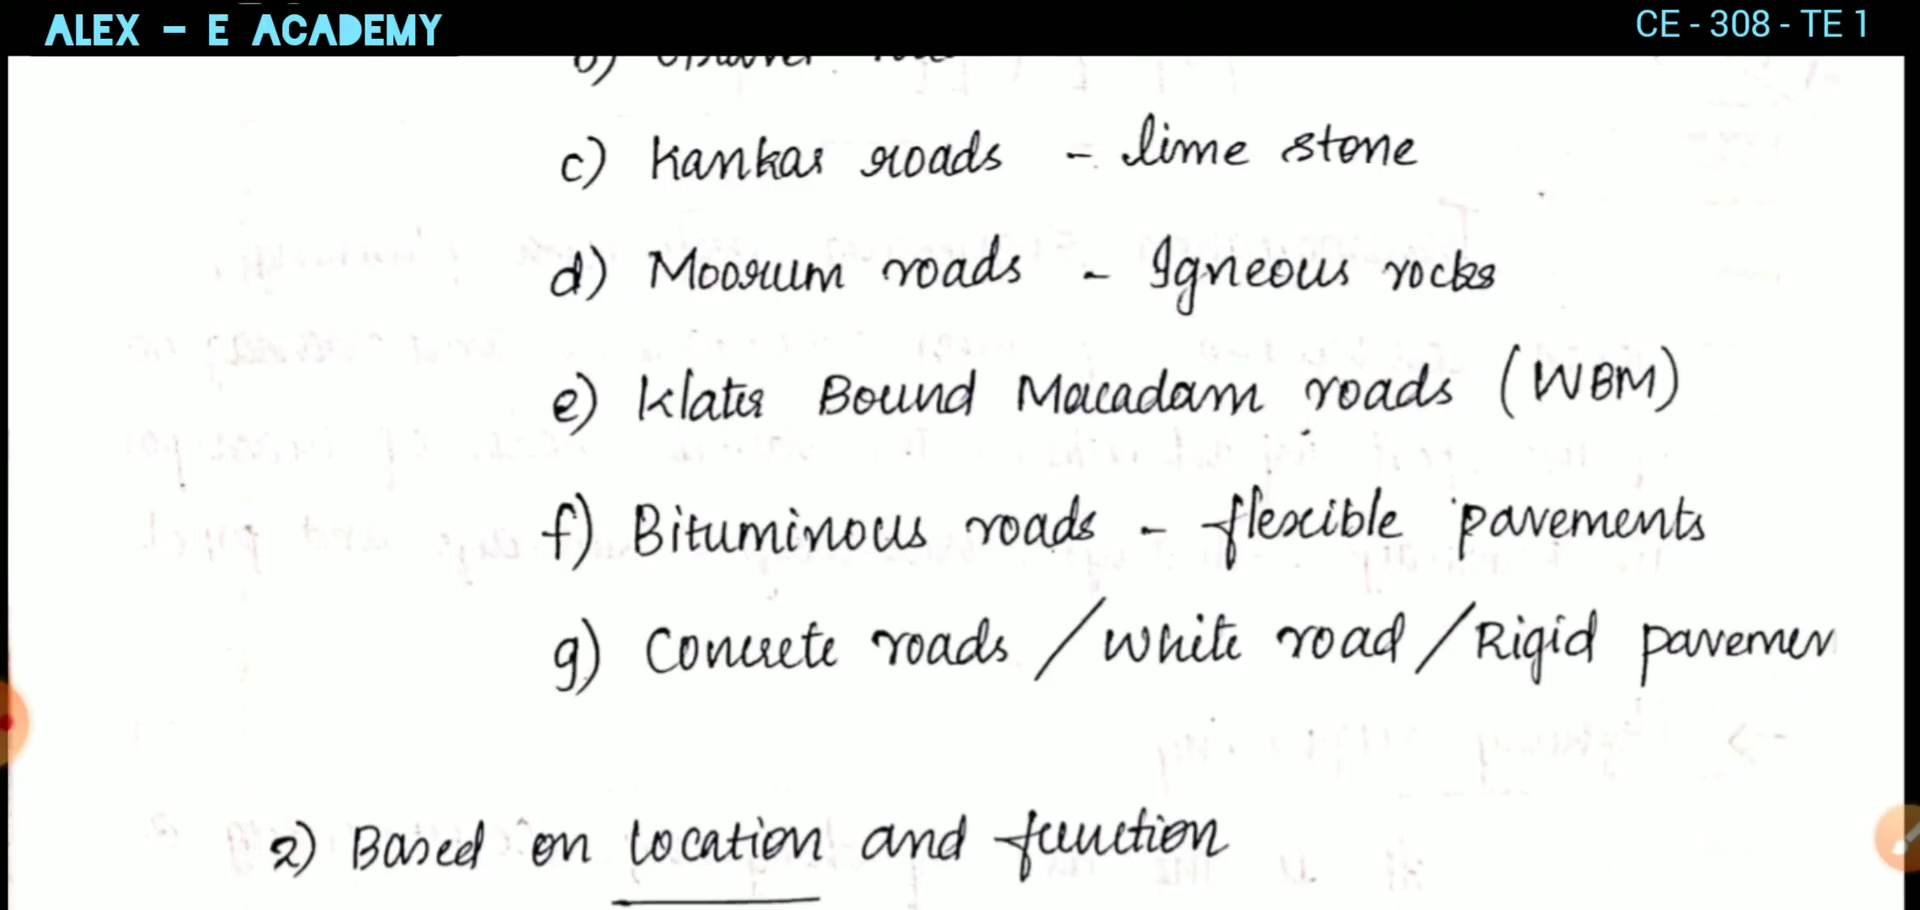 ALEX - E ACADEMY
CE - 308 - TE 1
c) Kankar roads - lime stone
d) Moorum roads - Igneous rocks
e) Water Bound Macadam roads (WBM)
f) Bituminous roads - flexible pavements
g) Concrete roads / white road / Rigid pavemen
2) Based on location and function